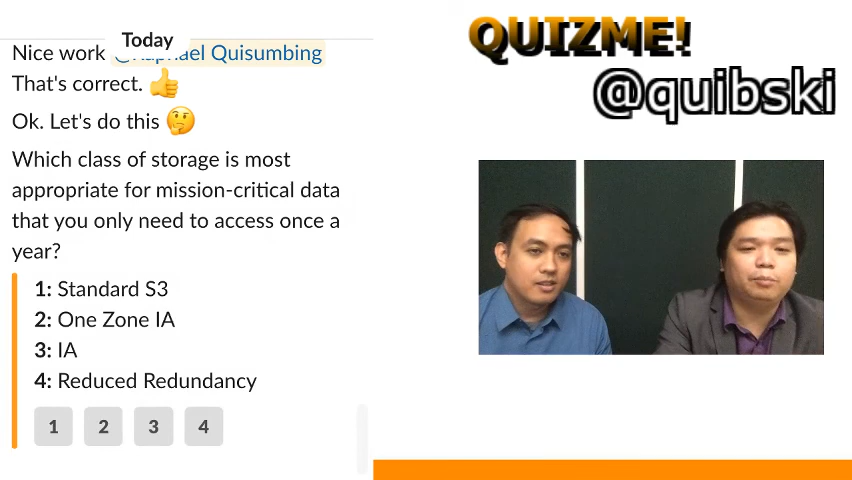 Today
Nice work @Raphael Quisumbing
That's correct. 👍
Ok. Let's do this 🤔
Which class of storage is most
appropriate for mission-critical data
that you only need to access once a
year?
1: Standard S3
2: One Zone IA
3: IA
4: Reduced Redundancy
1 2 3 4
QUIZME!
@quibski